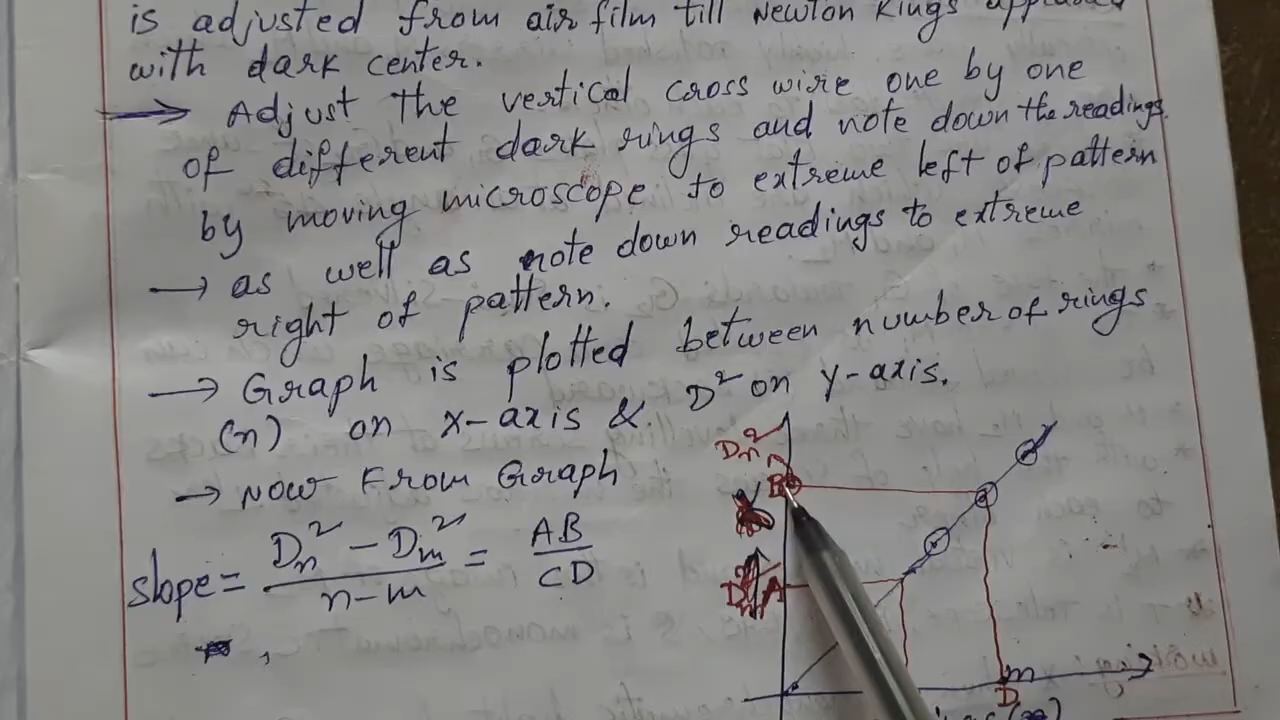 is adjusted from air film till Newton Rings appeared
with dark center.
→ Adjust the vertical cross wire one by one
of different dark rings and note down the readings.
by moving microscope to extreme left of pattern
→ as well as note down readings to extreme
right of pattern.
→ Graph is plotted between number of rings
(n) on x-axis & D² on y-axis.
→ Now From Graph
slope = Dn² - Dm² / n-m = AB / CD
Dn²
B
A
m
D